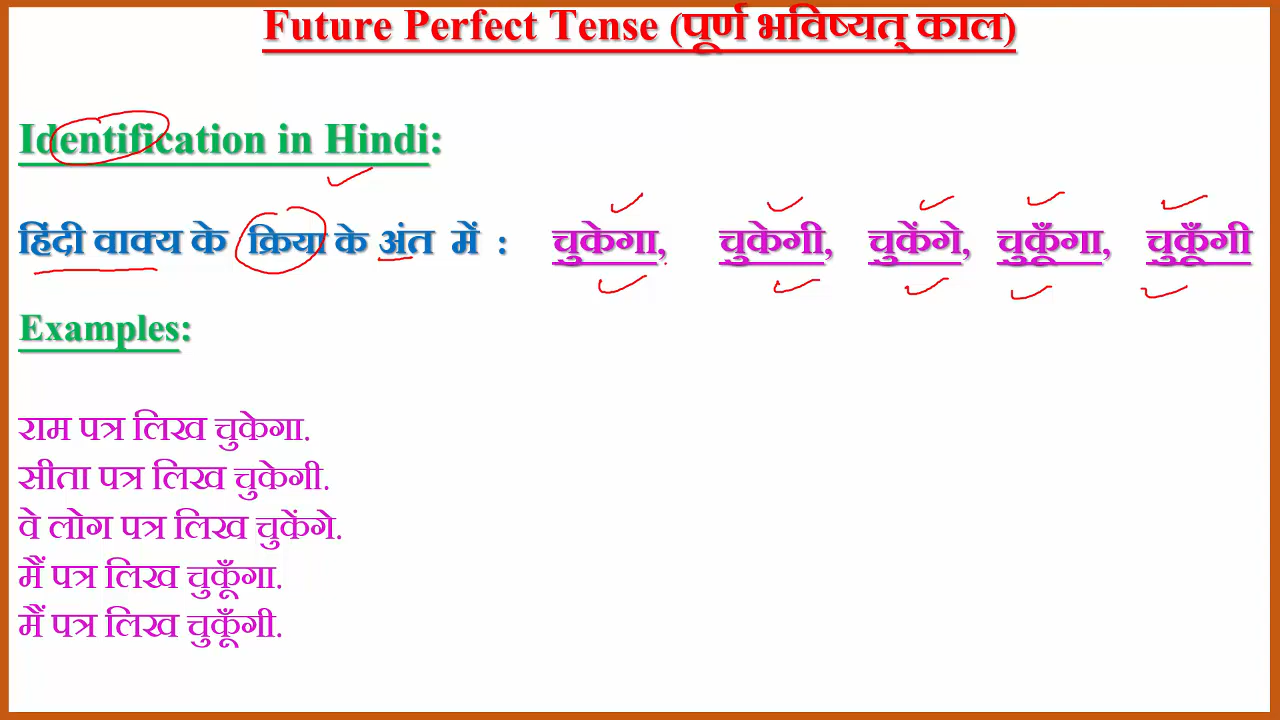 Future Perfect Tense (पूर्ण भविष्यत् काल)
Identification in Hindi:
हिंदी वाक्य के क्रिया के अंत में : चुकेगा, चुकेगी, चुकेंगे, चुकूँगा, चुकूँगी
Examples:
राम पत्र लिख चुकेगा.
सीता पत्र लिख चुकेगी.
वे लोग पत्र लिख चुकेंगे.
मैं पत्र लिख चुकूँगा.
मैं पत्र लिख चुकूँगी.